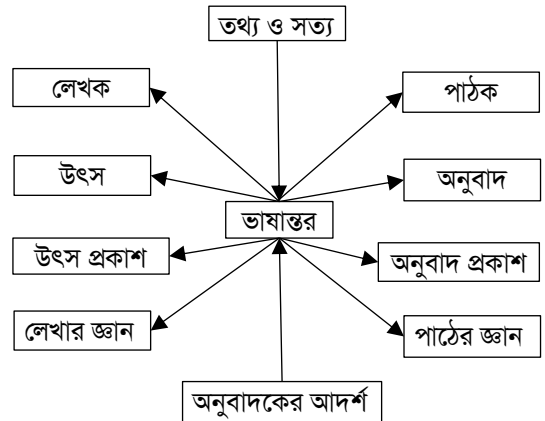 তথ্য ও সত্য
লেখক
পাঠক
উৎস
অনুবাদ
ভাষান্তর
উৎস প্রকাশ
অনুবাদ প্রকাশ
লেখার জ্ঞান
পাঠের জ্ঞান
অনুবাদকের আদর্শ